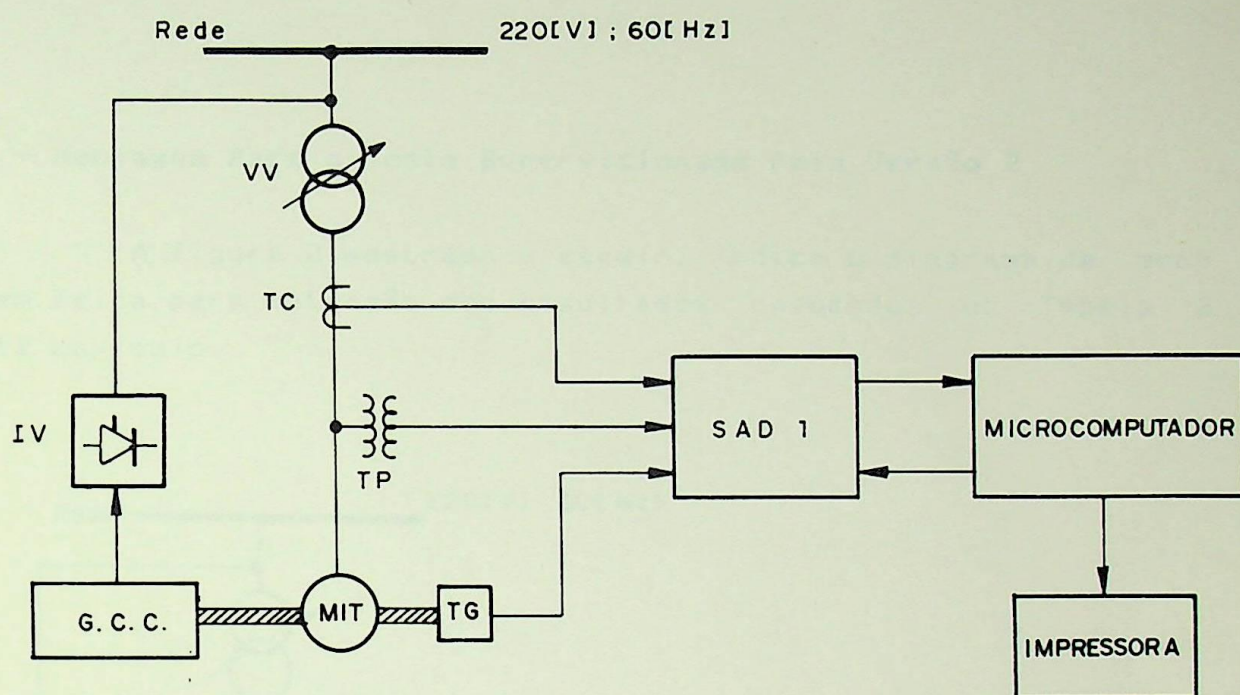 Rede 220[V] ; 60[Hz]
VV
TC
IV
TP
SAD 1
MICROCOMPUTADOR
G. C. C.
MIT
TG
IMPRESSORA